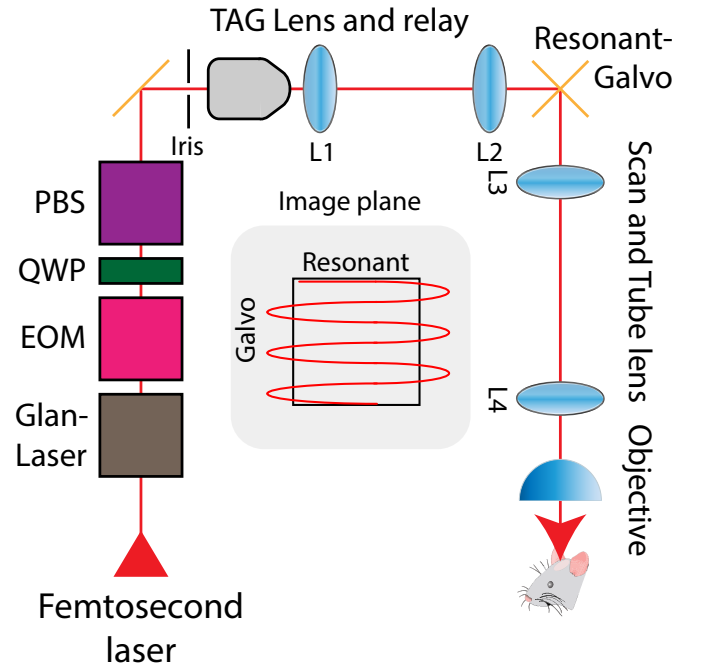 TAG Lens and relay
Resonant-
Galvo
Iris
L1
L2
L3
PBS
QWP
EOM
Glan-
Laser
Femtosecond
laser
Image plane
Resonant
Galvo
Scan and Tube lens
L4
Objective